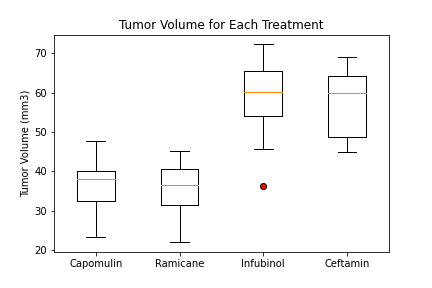 Tumor Volume for Each Treatment
Tumor Volume (mm3)
70
60
50
40
30
20
Capomulin Ramicane Infubinol Ceftamin